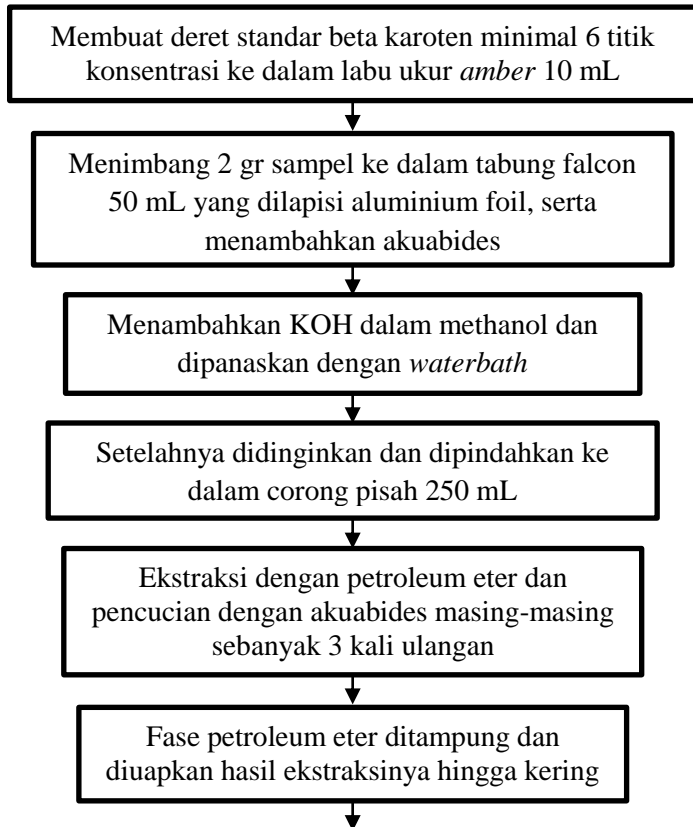 Membuat deret standar beta karoten minimal 6 titik
konsentrasi ke dalam labu ukur amber 10 mL
Menimbang 2 gr sampel ke dalam tabung falcon
50 mL yang dilapisi aluminium foil, serta
menambahkan akuabides
Menambahkan KOH dalam methanol dan
dipanaskan dengan waterbath
Setelahnya didinginkan dan dipindahkan ke
dalam corong pisah 250 mL
Ekstraksi dengan petroleum eter dan
pencucian dengan akuabides masing-masing
sebanyak 3 kali ulangan
Fase petroleum eter ditampung dan
diuapkan hasil ekstraksinya hingga kering